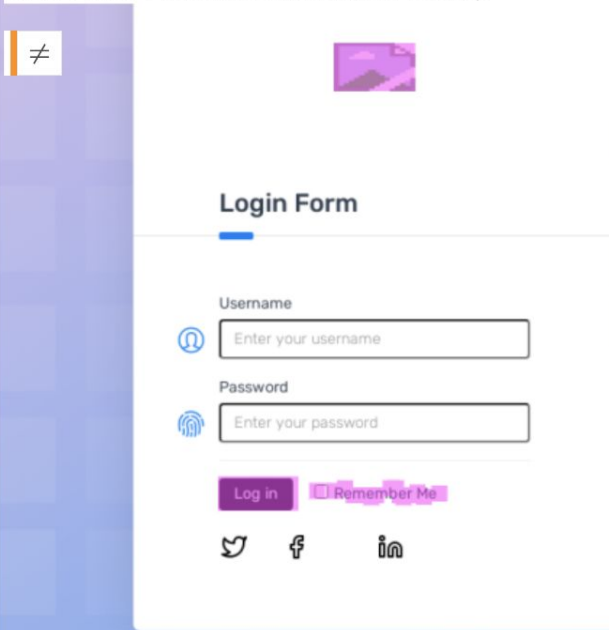 ≠
Login Form
Username
Enter your username
Password
Enter your password
Log in Remember Me